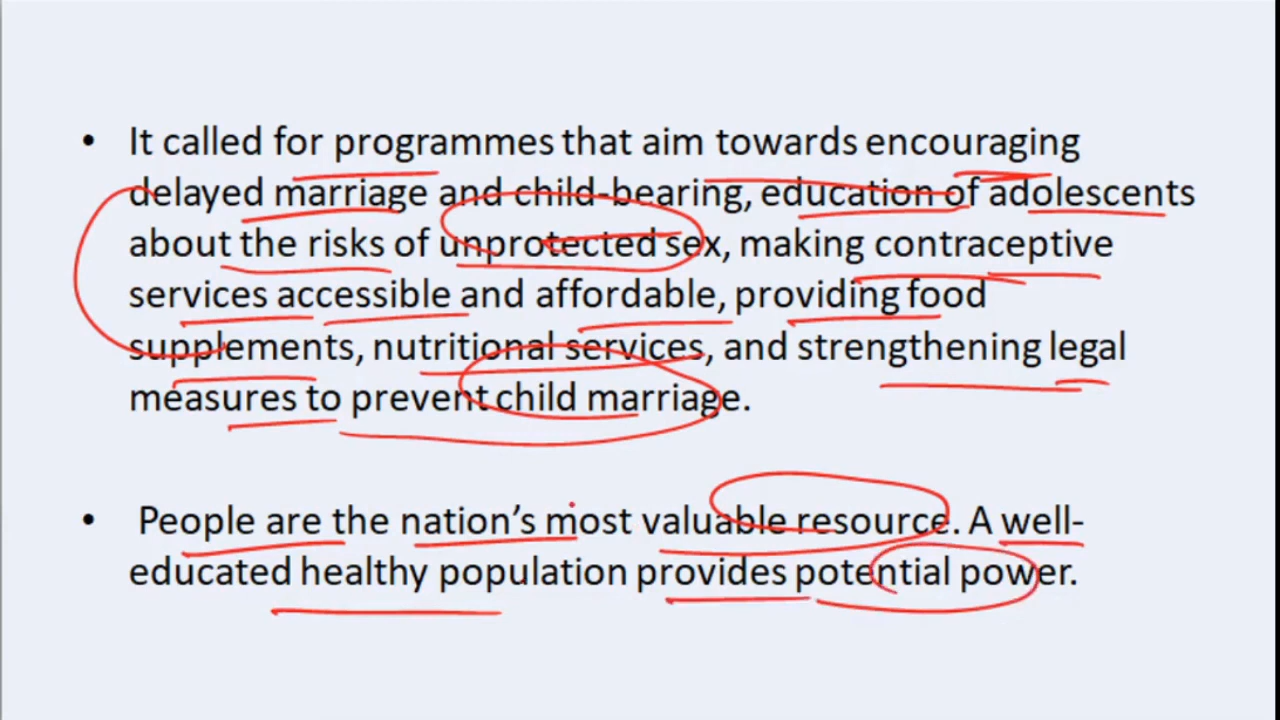 • It called for programmes that aim towards encouraging
delayed marriage and child-bearing, education of adolescents
about the risks of unprotected sex, making contraceptive
services accessible and affordable, providing food
supplements, nutritional services, and strengthening legal
measures to prevent child marriage.
• People are the nation’s most valuable resource. A well-
educated healthy population provides potential power.